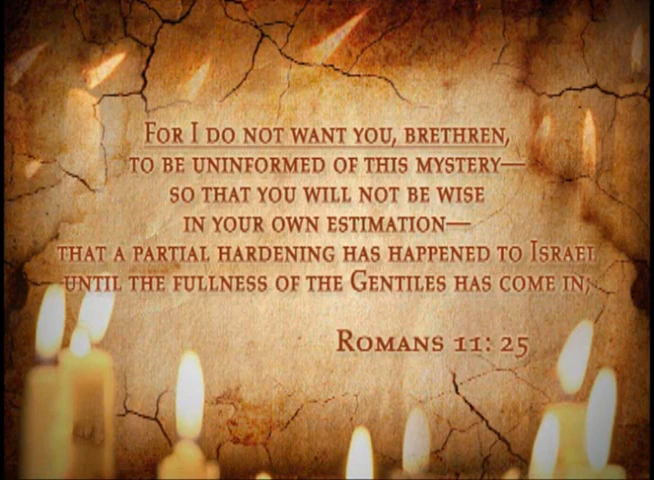 For I do not want you, brethren,
to be uninformed of this mystery—
so that you will not be wise
in your own estimation—
that a partial hardening has happened to Israel
until the fullness of the Gentiles has come in;
Romans 11: 25